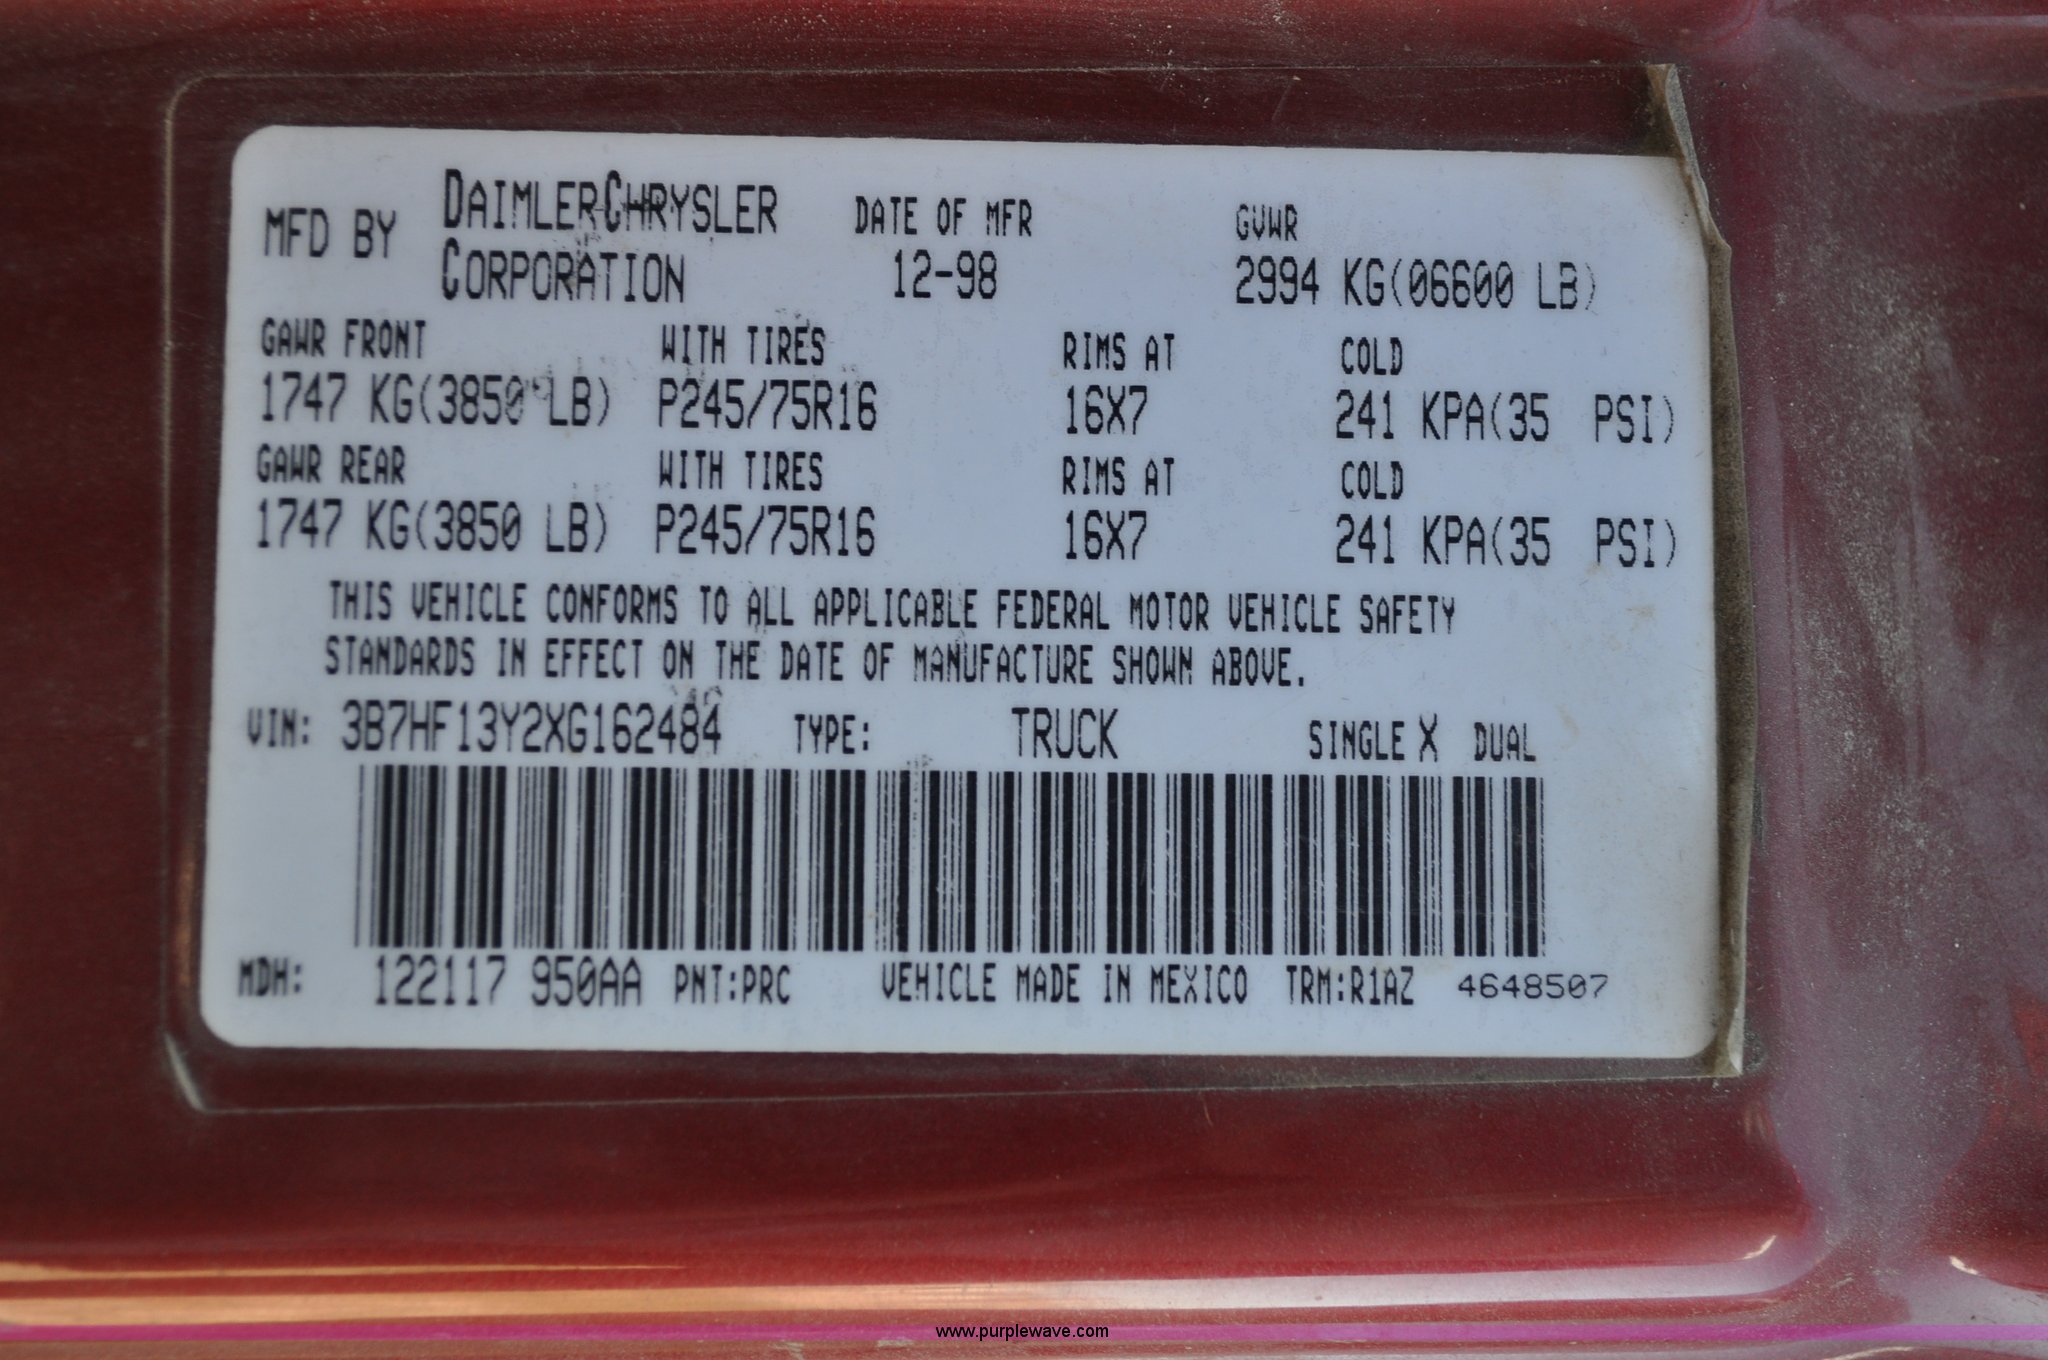 MFD BY DAIMLERCHRYSLER CORPORATION DATE OF MFR 12-98 GVWR 2994 KG(06600 LB)
GAWR FRONT WITH TIRES RIMS AT COLD
1747 KG(3850 LB) P245/75R16 16X7 241 KPA(35 PSI)
GAWR REAR WITH TIRES RIMS AT COLD
1747 KG(3850 LB) P245/75R16 16X7 241 KPA(35 PSI)
THIS VEHICLE CONFORMS TO ALL APPLICABLE FEDERAL MOTOR VEHICLE SAFETY
STANDARDS IN EFFECT ON THE DATE OF MANUFACTURE SHOWN ABOVE.
VIN: 3B7HF13Y2XG162484 TYPE: TRUCK SINGLE X DUAL
MDH: 122117 950AA PNT:PRC VEHICLE MADE IN MEXICO TRM:R1AZ 4648507
www.purplewave.com